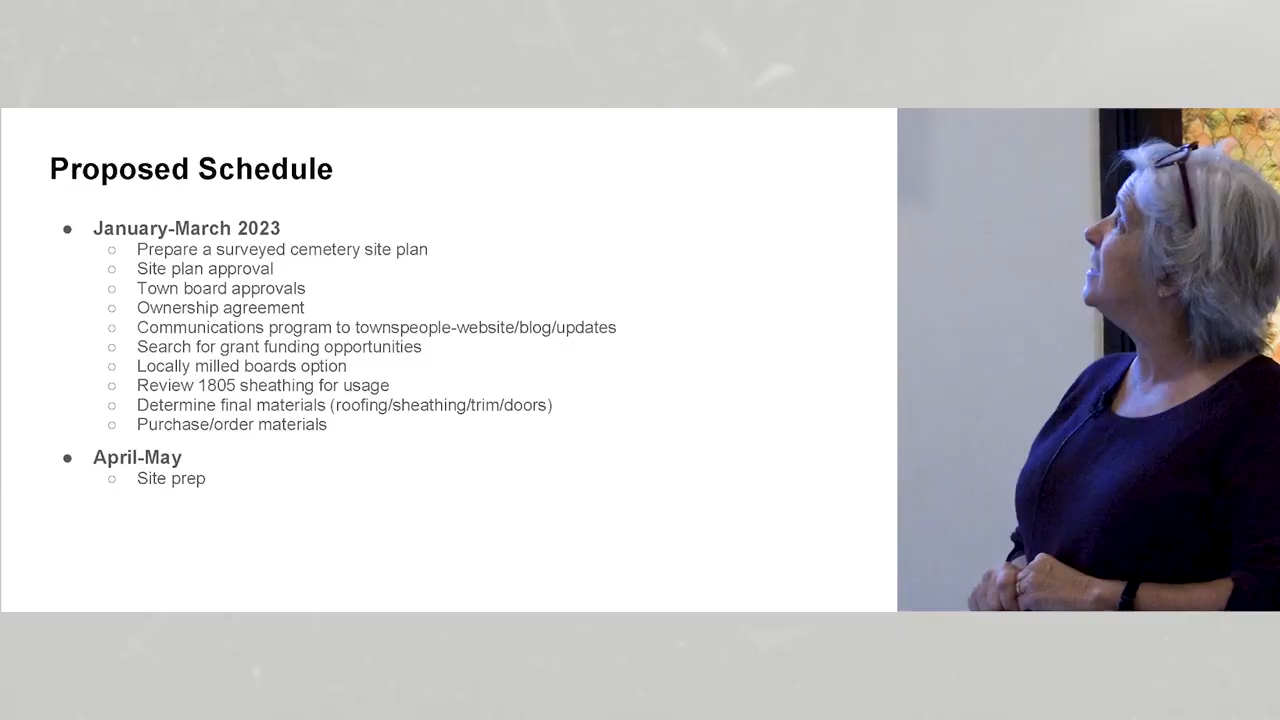 Proposed Schedule
● January-March 2023
○ Prepare a surveyed cemetery site plan
○ Site plan approval
○ Town board approvals
○ Ownership agreement
○ Communications program to townspeople-website/blog/updates
○ Search for grant funding opportunities
○ Locally milled boards option
○ Review 1805 sheathing for usage
○ Determine final materials (roofing/sheathing/trim/doors)
○ Purchase/order materials
● April-May
○ Site prep